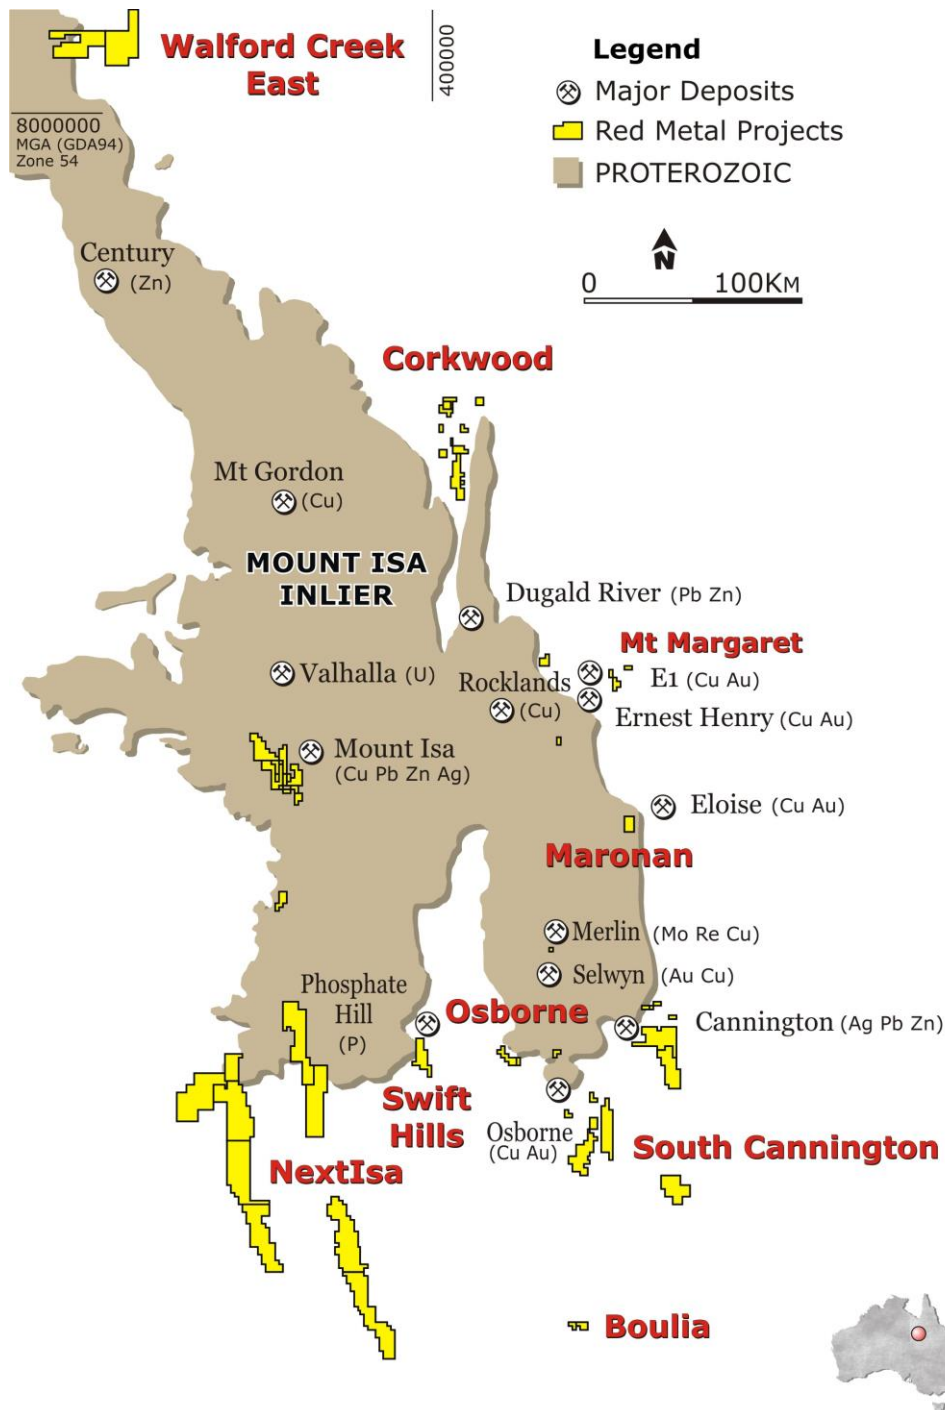 Walford Creek
East
400000
Legend
Major Deposits
Red Metal Projects
PROTEROZOIC
8000000
MGA (GDA94)
Zone 54
N
0 100KM
Century
(Zn)
Corkwood
Mt Gordon
(Cu)
MOUNT ISA
INLIER
Dugald River (Pb Zn)
Mt Margaret
Valhalla (U)
Rocklands
(Cu)
E1 (Cu Au)
Ernest Henry (Cu Au)
Mount Isa
(Cu Pb Zn Ag)
Eloise (Cu Au)
Maronan
Merlin (Mo Re Cu)
Selwyn (Au Cu)
Phosphate
Hill
(P)
Osborne
Cannington (Ag Pb Zn)
Swift
Hills
Osborne
(Cu Au)
South Cannington
NextIsa
Boulia